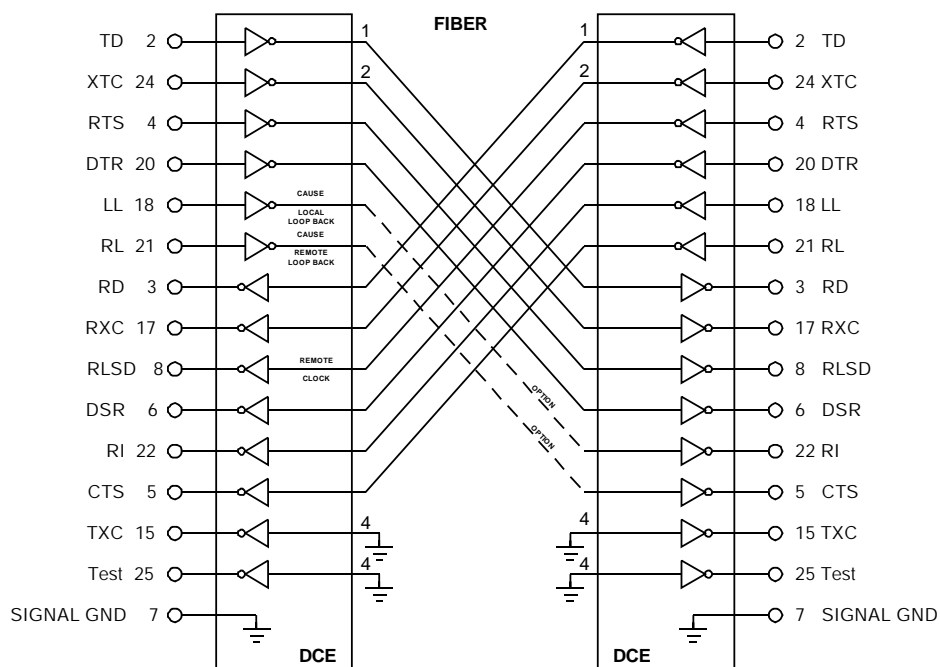 FIBER
TD 2 1 1 2 TD
XTC 24 2 2 24 XTC
RTS 4 4 RTS
DTR 20 20 DTR
LL 18 CAUSE 18 LL
LOCAL
LOOP BACK
RL 21 CAUSE 21 RL
REMOTE
LOOP BACK
RD 3 3 RD
RXC 17 17 RXC
RLSD 8 REMOTE 8 RLSD
CLOCK
OPTION
DSR 6 6 DSR
OPTION
RI 22 22 RI
CTS 5 5 CTS
TXC 15 4 4 15 TXC
Test 25 4 4 25 Test
SIGNAL GND 7 7 SIGNAL GND
DCE DCE